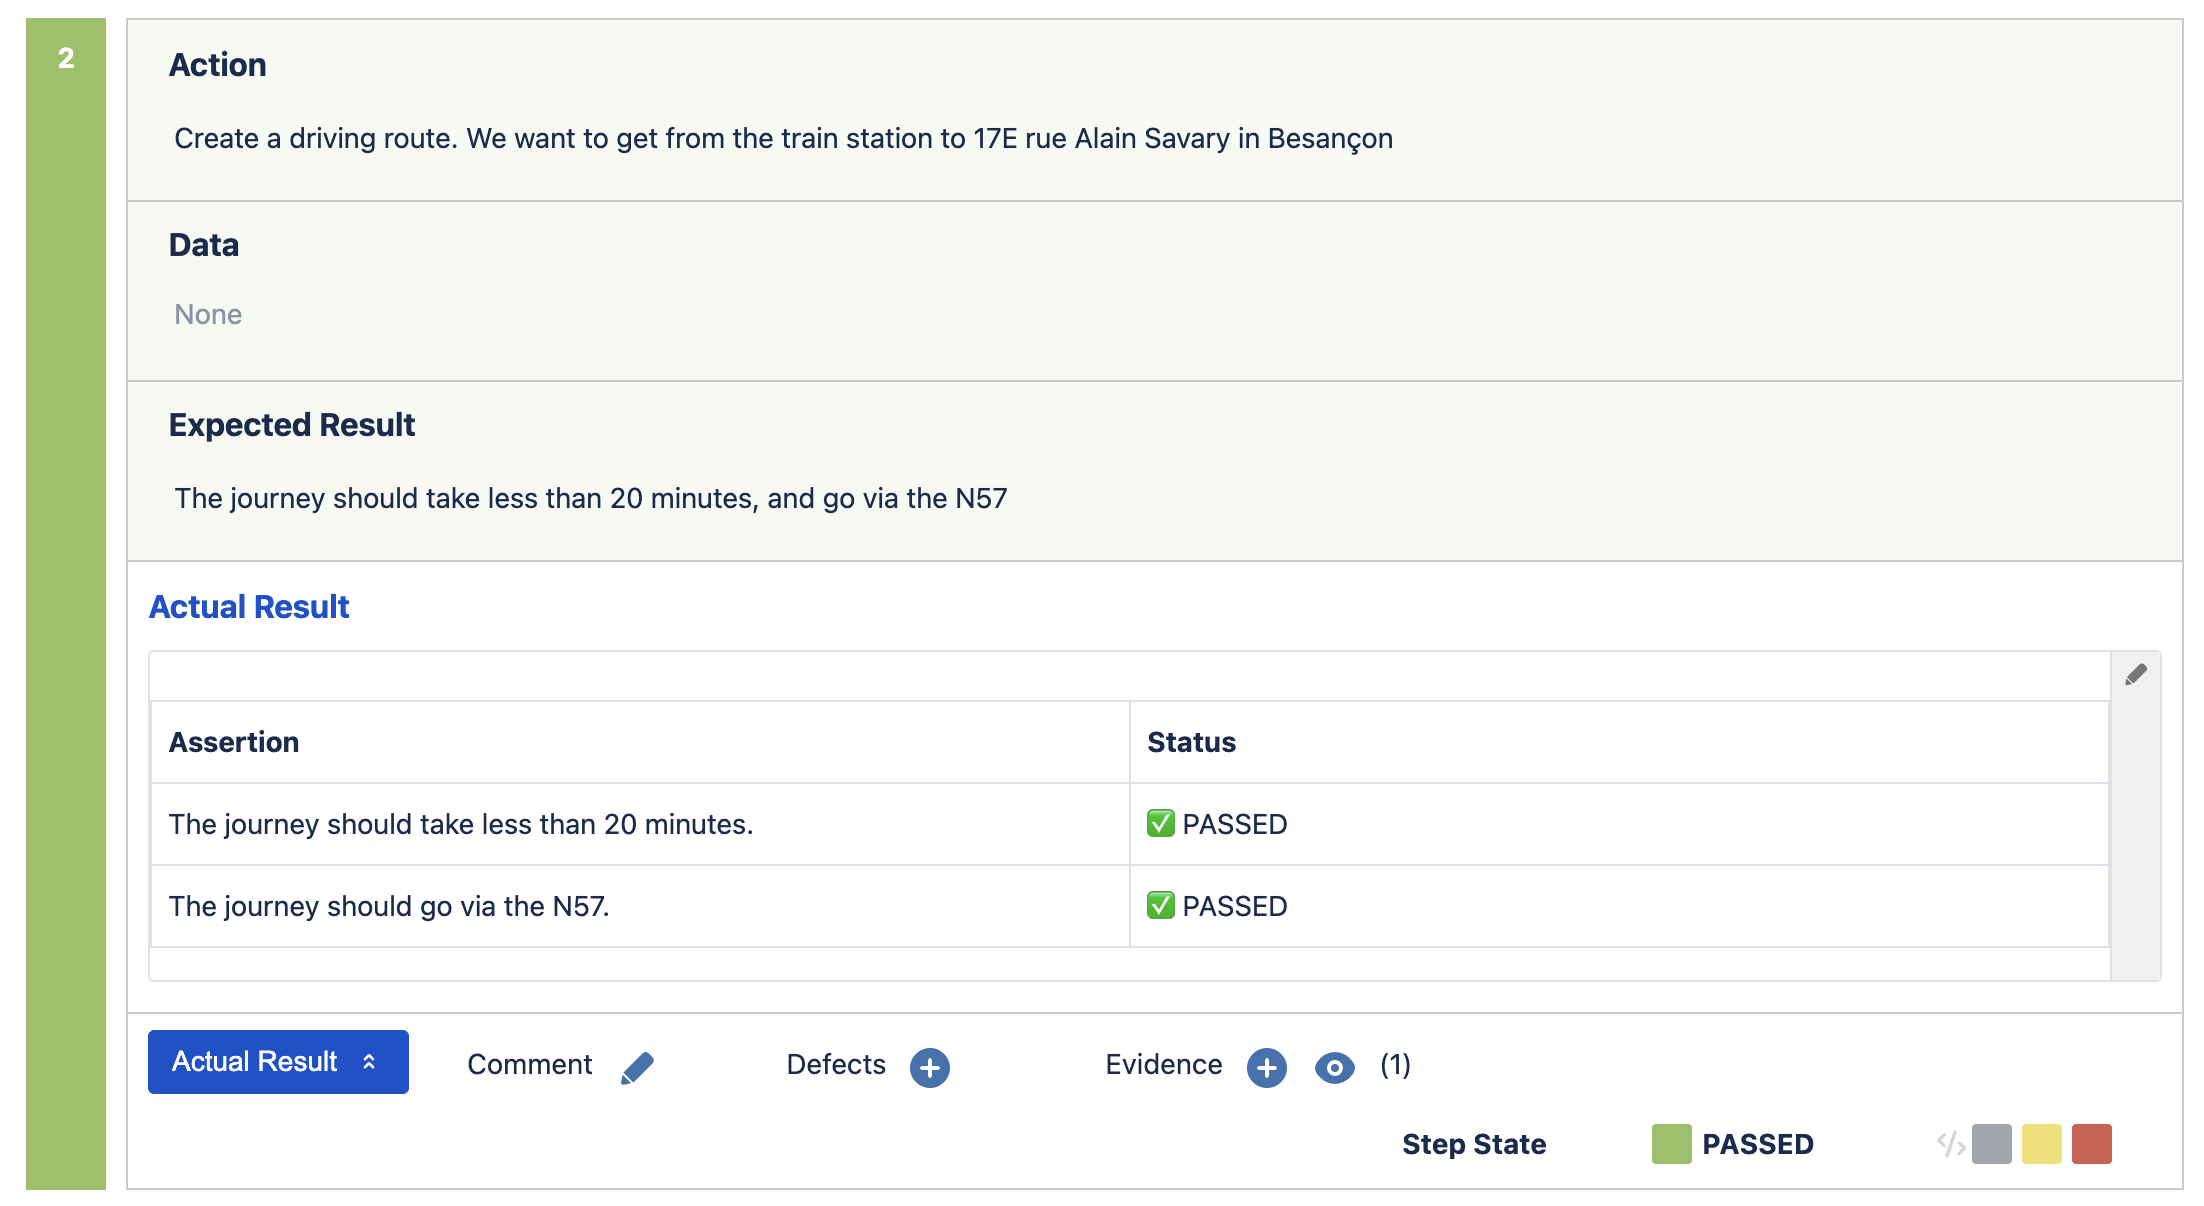 2
Action
Create a driving route. We want to get from the train station to 17E rue Alain Savary in Besançon
Data
None
Expected Result
The journey should take less than 20 minutes, and go via the N57
Actual Result
Assertion Status
The journey should take less than 20 minutes. ✅ PASSED
The journey should go via the N57. ✅ PASSED
Actual Result Comment Defects Evidence (1)
Step State PASSED </>